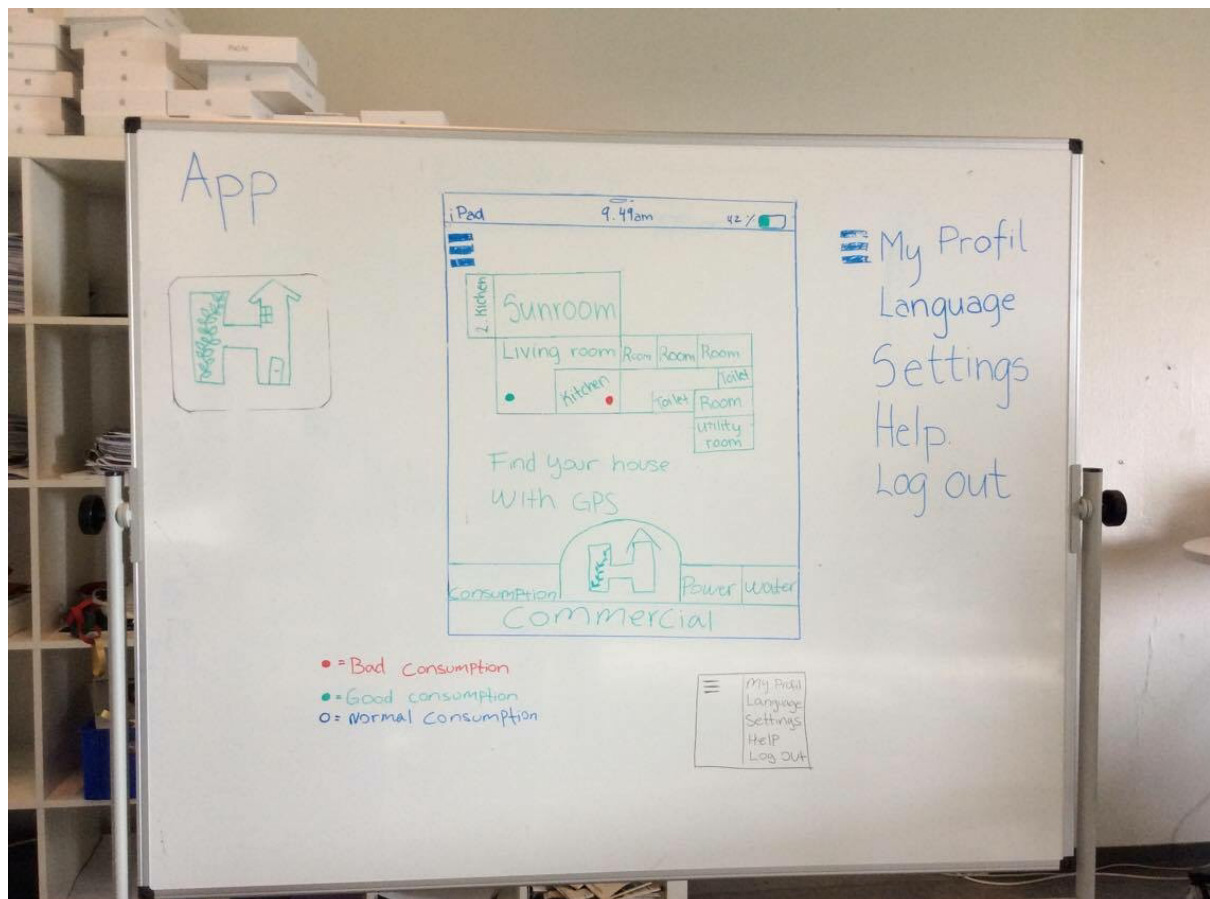 App
iPad 9.49am 42%
2. Kichen
Sunroom
Living room Room Room Room
Toilet
Kitchen Toilet Room
Utility
room
Find your house
With GPS
Consumption Power water
Commercial
My Profil
Language
Settings
Help.
Log out
= Bad Consumption
= Good consumption
= Normal Consumption
My Profil
Language
Settings
Help
Log Out